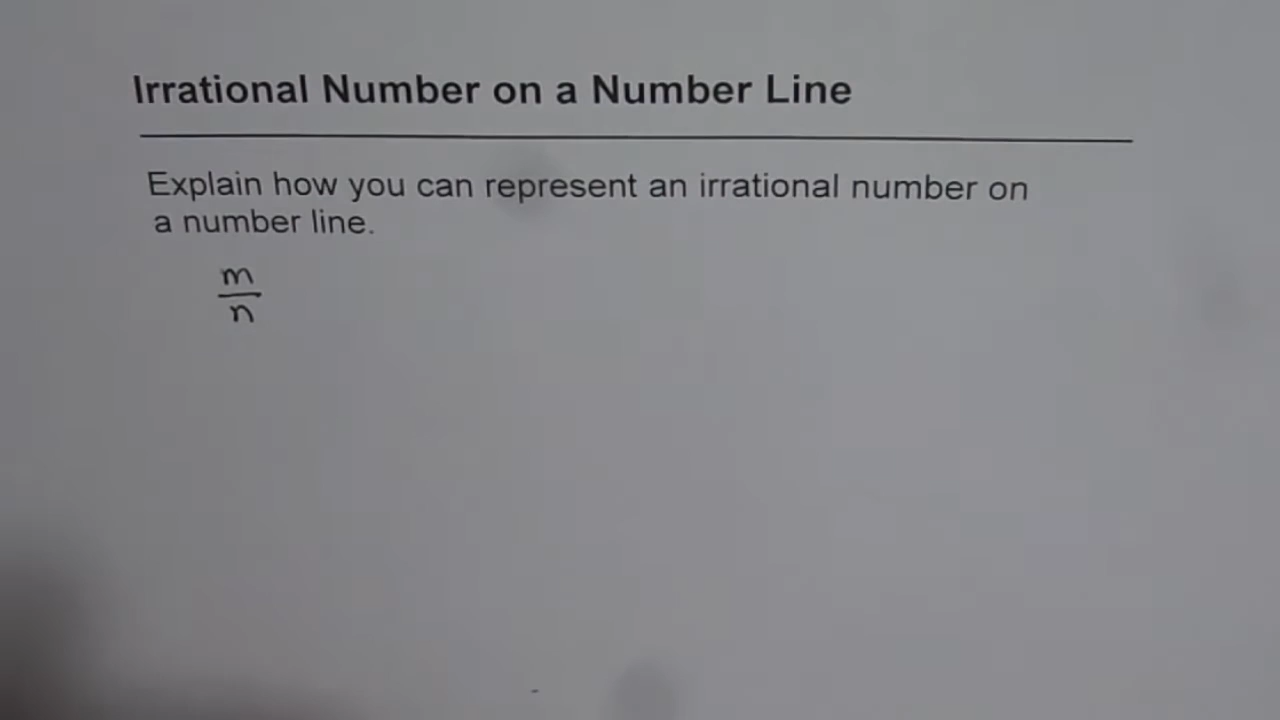 Irrational Number on a Number Line
Explain how you can represent an irrational number on
a number line.
m
n